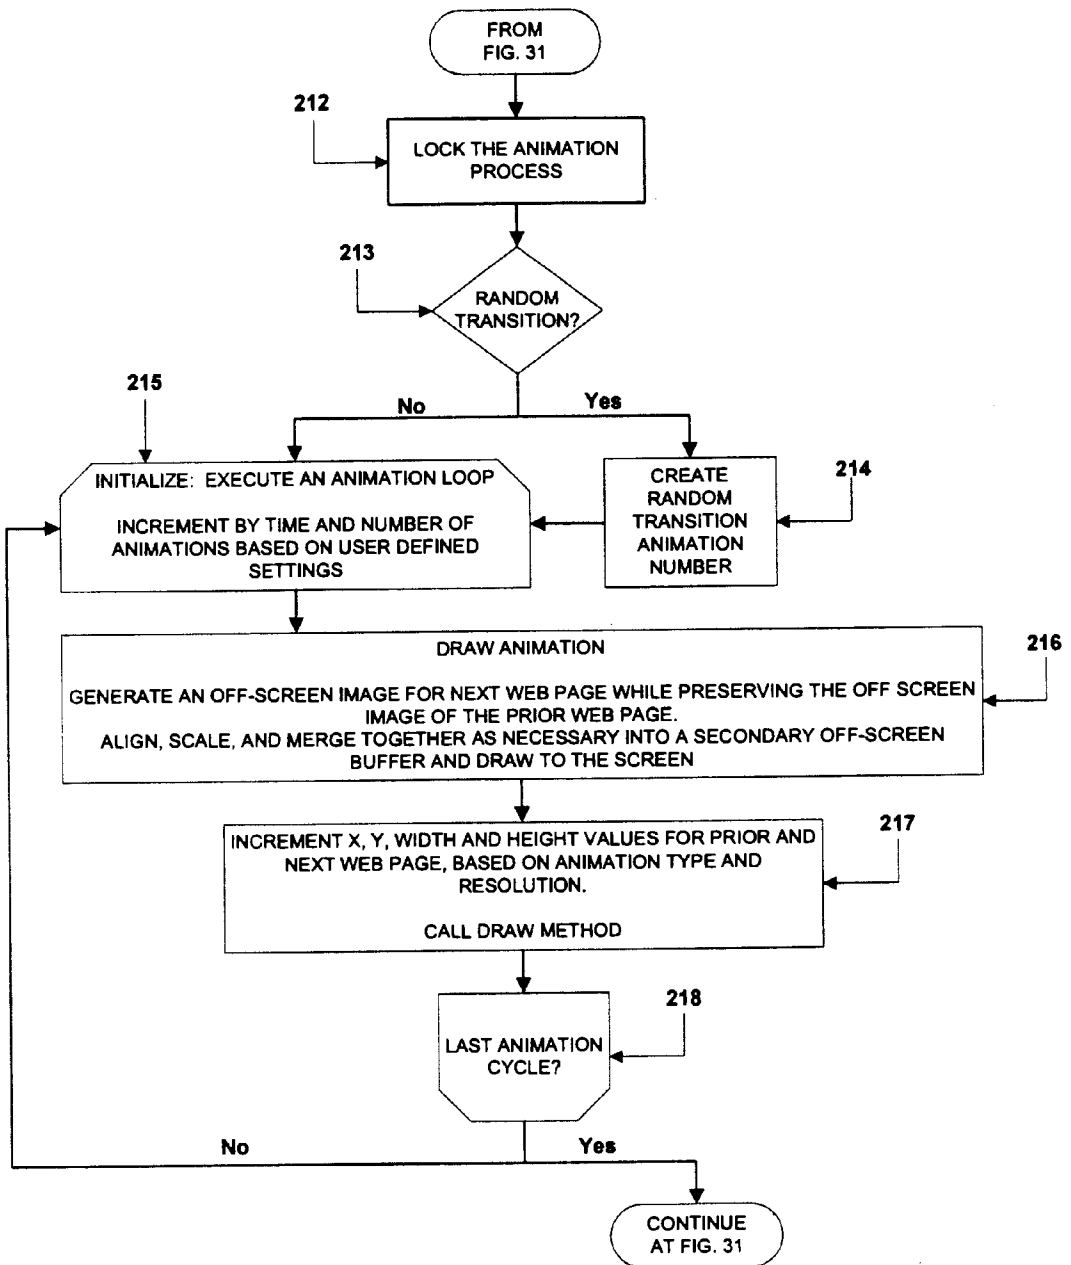 FROM
FIG. 31
212
LOCK THE ANIMATION
PROCESS
213
RANDOM
TRANSITION?
215
No
Yes
INITIALIZE: EXECUTE AN ANIMATION LOOP
INCREMENT BY TIME AND NUMBER OF
ANIMATIONS BASED ON USER DEFINED
SETTINGS
CREATE
RANDOM
TRANSITION
ANIMATION
NUMBER
214
216
DRAW ANIMATION
GENERATE AN OFF-SCREEN IMAGE FOR NEXT WEB PAGE WHILE PRESERVING THE OFF SCREEN
IMAGE OF THE PRIOR WEB PAGE.
ALIGN, SCALE, AND MERGE TOGETHER AS NECESSARY INTO A SECONDARY OFF-SCREEN
BUFFER AND DRAW TO THE SCREEN
217
INCREMENT X, Y, WIDTH AND HEIGHT VALUES FOR PRIOR AND
NEXT WEB PAGE, BASED ON ANIMATION TYPE AND
RESOLUTION.
CALL DRAW METHOD
218
LAST ANIMATION
CYCLE?
No
Yes
CONTINUE
AT FIG. 31